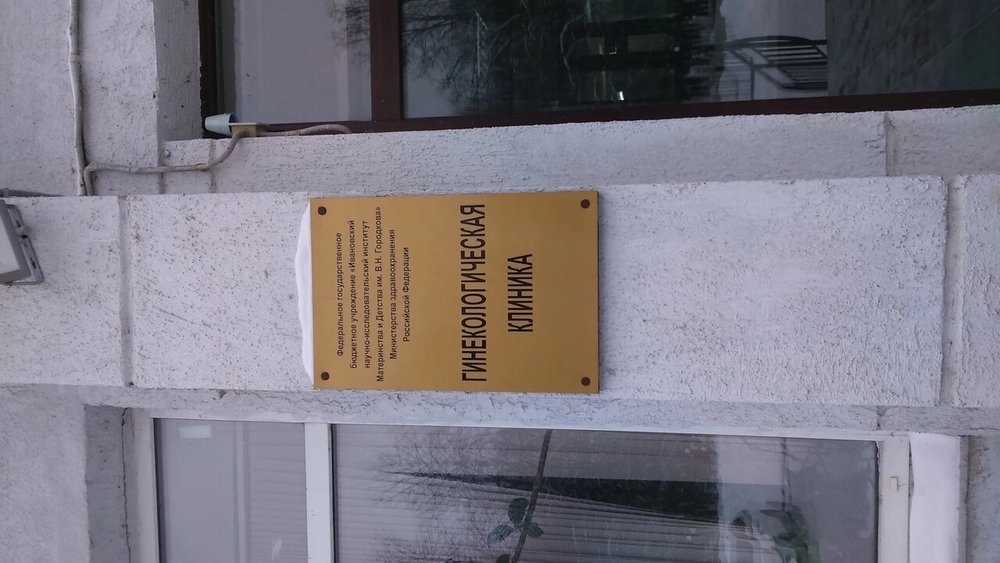 Федеральное государственное
бюджетное учреждение «Ивановский
научно-исследовательский институт
Материнства и Детства им. В.Н. Городкова»
Министерства здравоохранения
Российской Федерации
ГИНЕКОЛОГИЧЕСКАЯ
КЛИНИКА